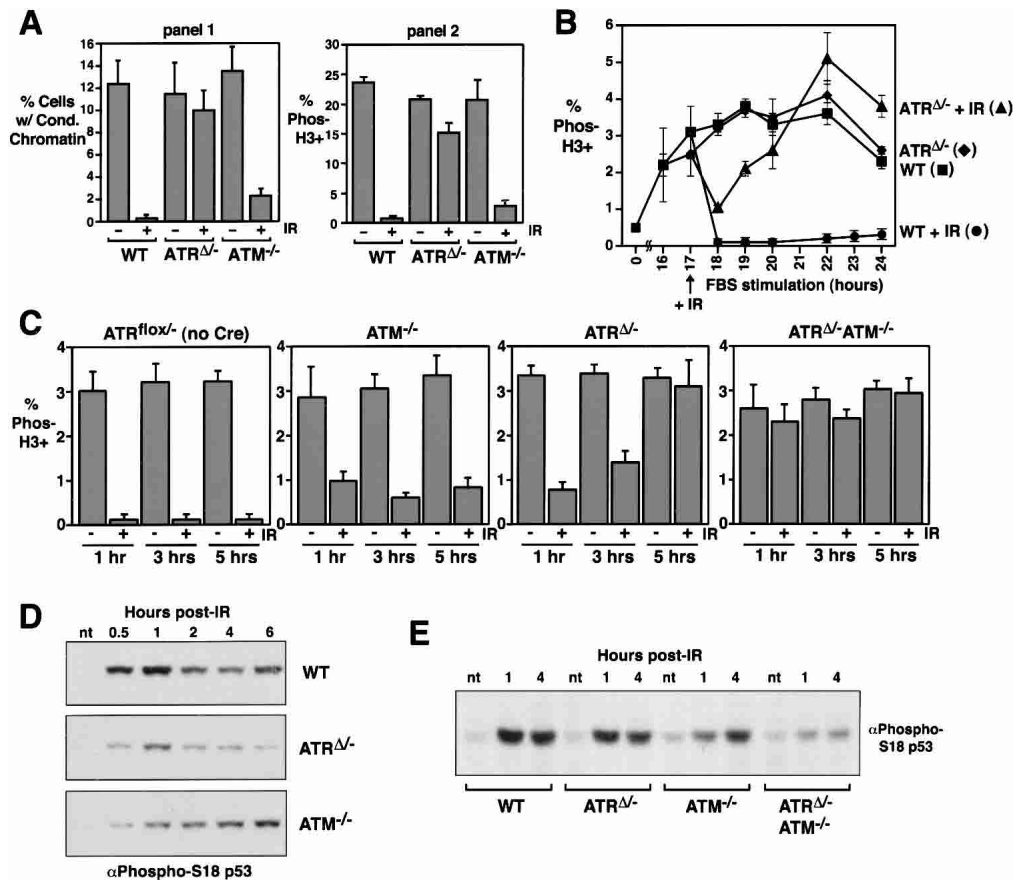 A
panel 1
16
14
12
10
8
6
4
2
0
% Cells
w/ Cond.
Chromatin
- + - + - + IR
WT ATRΔ/- ATM-/-
panel 2
30
25
20
15
10
5
0
%
Phos-
H3+
- + - + - + IR
WT ATRΔ/- ATM-/-
B
6
5
4
3
2
1
0
%
Phos-
H3+
ATRΔ/- + IR (▲)
ATRΔ/- (◆)
WT (■)
WT + IR (●)
0 16 17 18 19 20 21 22 23 24
↑ FBS stimulation (hours)
+ IR
C
ATRflox/- (no Cre)
4
3
2
1
0
%
Phos-
H3+
- + - + - + IR
1 hr 3 hrs 5 hrs
ATM-/-
4
3
2
1
0
- + - + - + IR
1 hr 3 hrs 5 hrs
ATRΔ/-
4
3
2
1
0
- + - + - + IR
1 hr 3 hrs 5 hrs
ATRΔ/-ATM-/-
4
3
2
1
0
- + - + - + IR
1 hr 3 hrs 5 hrs
D
Hours post-IR
nt 0.5 1 2 4 6
WT
ATRΔ/-
ATM-/-
αPhospho-S18 p53
E
Hours post-IR
nt 1 4 nt 1 4 nt 1 4 nt 1 4
αPhospho-
S18 p53
WT ATRΔ/- ATM-/- ATRΔ/-
ATM-/-